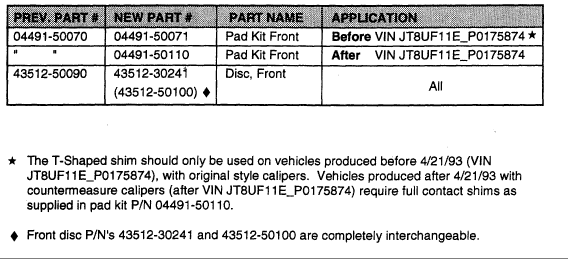 PREV. PART # NEW PART # PART NAME APPLICATION
04491-50070 04491-50071 Pad Kit Front Before VIN JT8UF11E_P0175874 ★
" " 04491-50110 Pad Kit Front After VIN JT8UF11E_P0175874
43512-50090 43512-30241 Disc, Front All
(43512-50100) ♦
★ The T-Shaped shim should only be used on vehicles produced before 4/21/93 (VIN
JT8UF11E_P0175874), with original style calipers. Vehicles produced after 4/21/93 with
countermeasure calipers (after VIN JT8UF11E_P0175874) require full contact shims as
supplied in pad kit P/N 04491-50110.
♦ Front disc P/N's 43512-30241 and 43512-50100 are completely interchangeable.